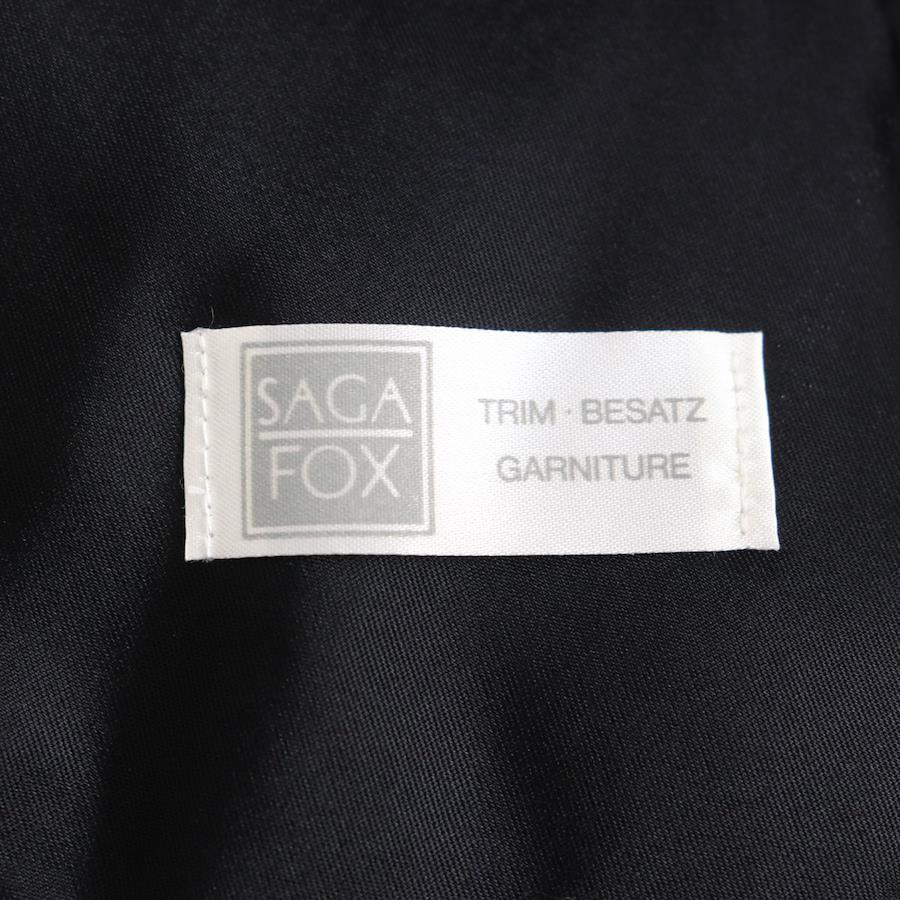 SAGA
FOX
TRIM · BESATZ
GARNITURE